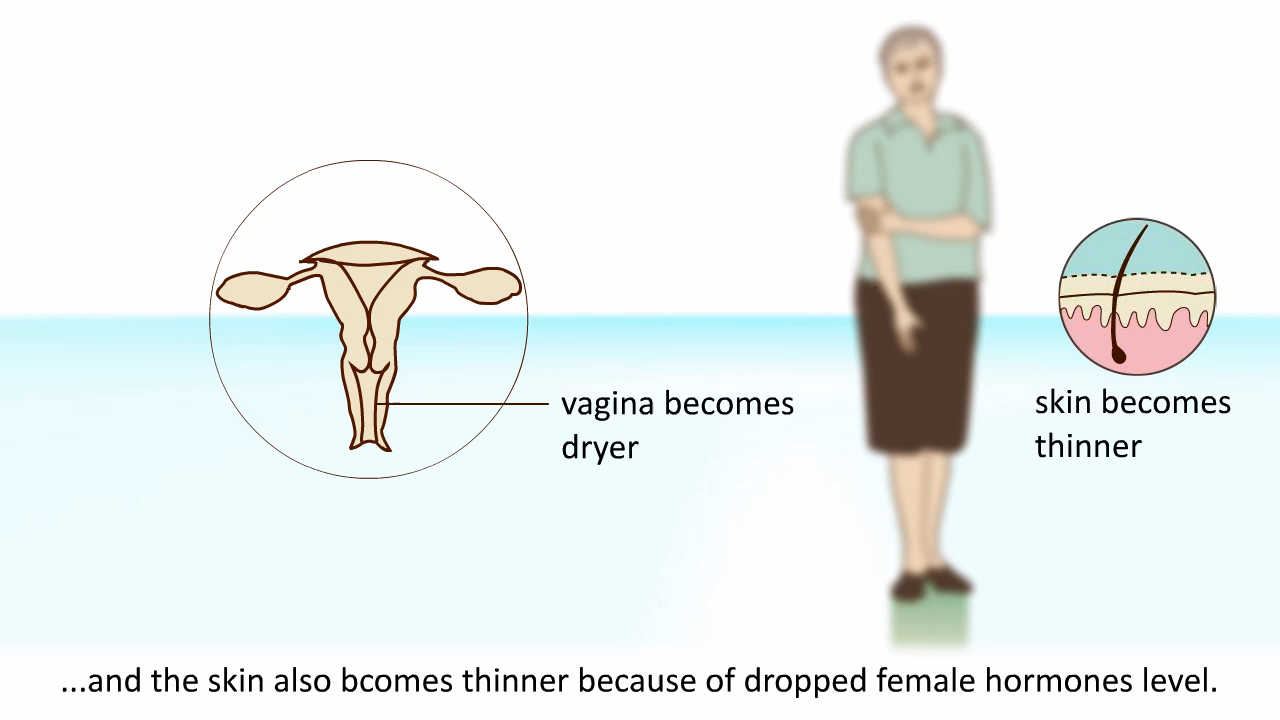 vagina becomes
dryer
skin becomes
thinner
...and the skin also bcomes thinner because of dropped female hormones level.